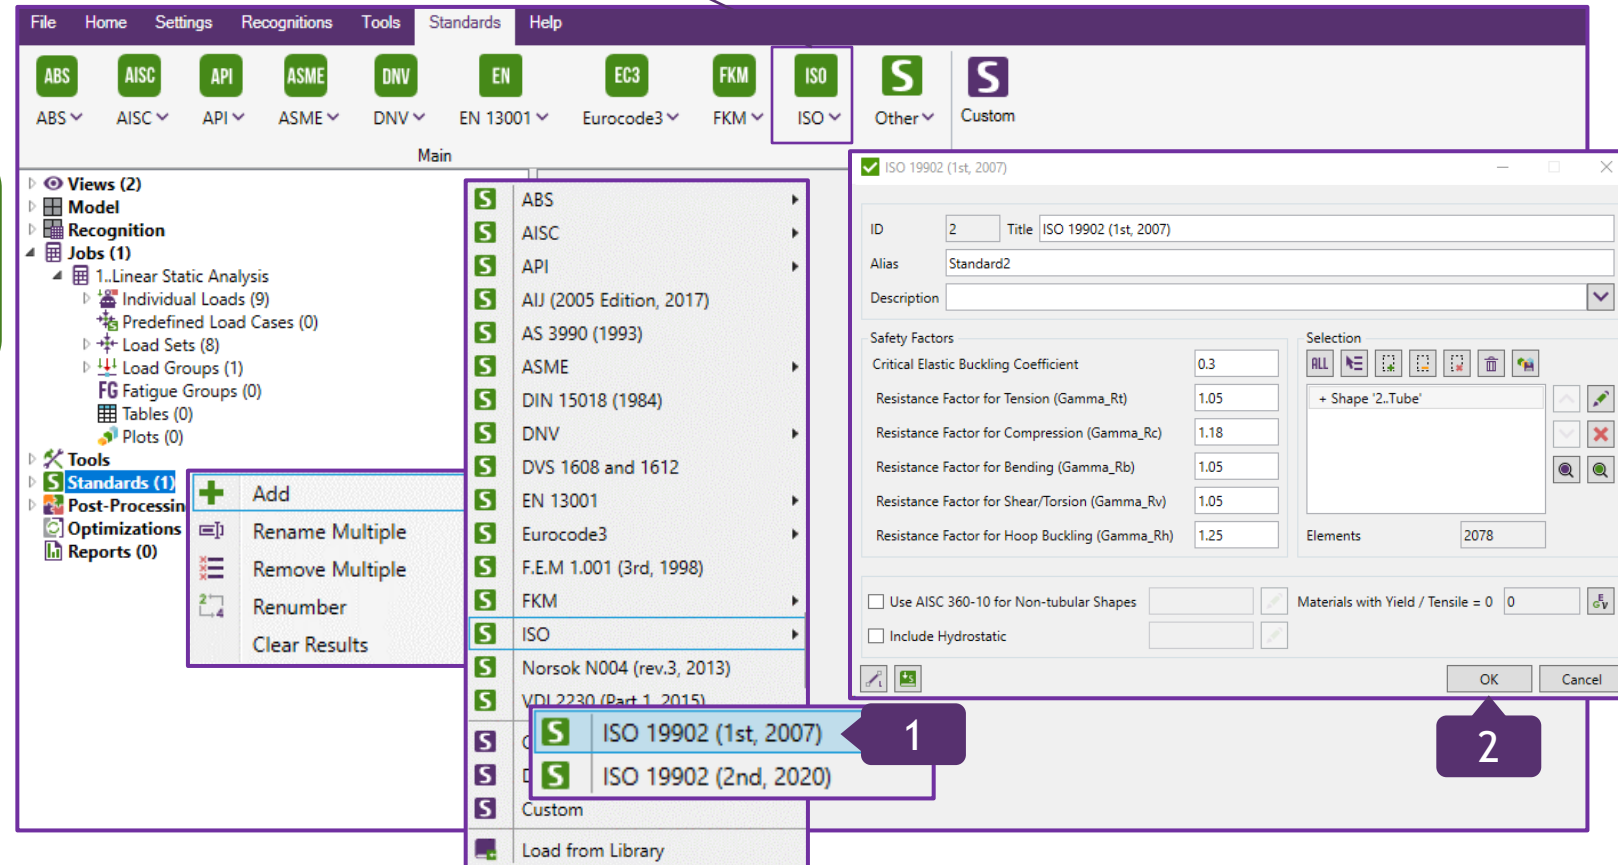 File Home Settings Recognitions Tools Standards Help
ABS AISC API ASME DNV EN EC3 FKM ISO S S
ABS AISC API ASME DNV EN 13001 Eurocode3 FKM ISO Other Custom
Main
Views (2)
Model
Recognition
Jobs (1)
1..Linear Static Analysis
Individual Loads (9)
Predefined Load Cases (0)
Load Sets (8)
Load Groups (1)
FG Fatigue Groups (0)
Tables (0)
Plots (0)
Tools
S Standards (1)
Post-Processin
Optimizations
Reports (0)
Add
Rename Multiple
Remove Multiple
Renumber
Clear Results
S ABS
S AISC
S API
S AIJ (2005 Edition, 2017)
S AS 3990 (1993)
S ASME
S DIN 15018 (1984)
S DNV
S DVS 1608 and 1612
S EN 13001
S Eurocode3
S F.E.M 1.001 (3rd, 1998)
S FKM
S ISO
S Norsok N004 (rev.3, 2013)
S VDI 2230 (Part 1, 2015)
S
S
S Custom
Load from Library
S ISO 19902 (1st, 2007)
S ISO 19902 (2nd, 2020)
1
ISO 19902 (1st, 2007)
ID 2 Title ISO 19902 (1st, 2007)
Alias Standard2
Description
Safety Factors
Critical Elastic Buckling Coefficient 0.3
Resistance Factor for Tension (Gamma_Rt) 1.05
Resistance Factor for Compression (Gamma_Rc) 1.18
Resistance Factor for Bending (Gamma_Rb) 1.05
Resistance Factor for Shear/Torsion (Gamma_Rv) 1.05
Resistance Factor for Hoop Buckling (Gamma_Rh) 1.25
Selection
ALL
+ Shape '2..Tube'
Elements 2078
Use AISC 360-10 for Non-tubular Shapes
Materials with Yield / Tensile = 0 0
Include Hydrostatic
OK Cancel
2